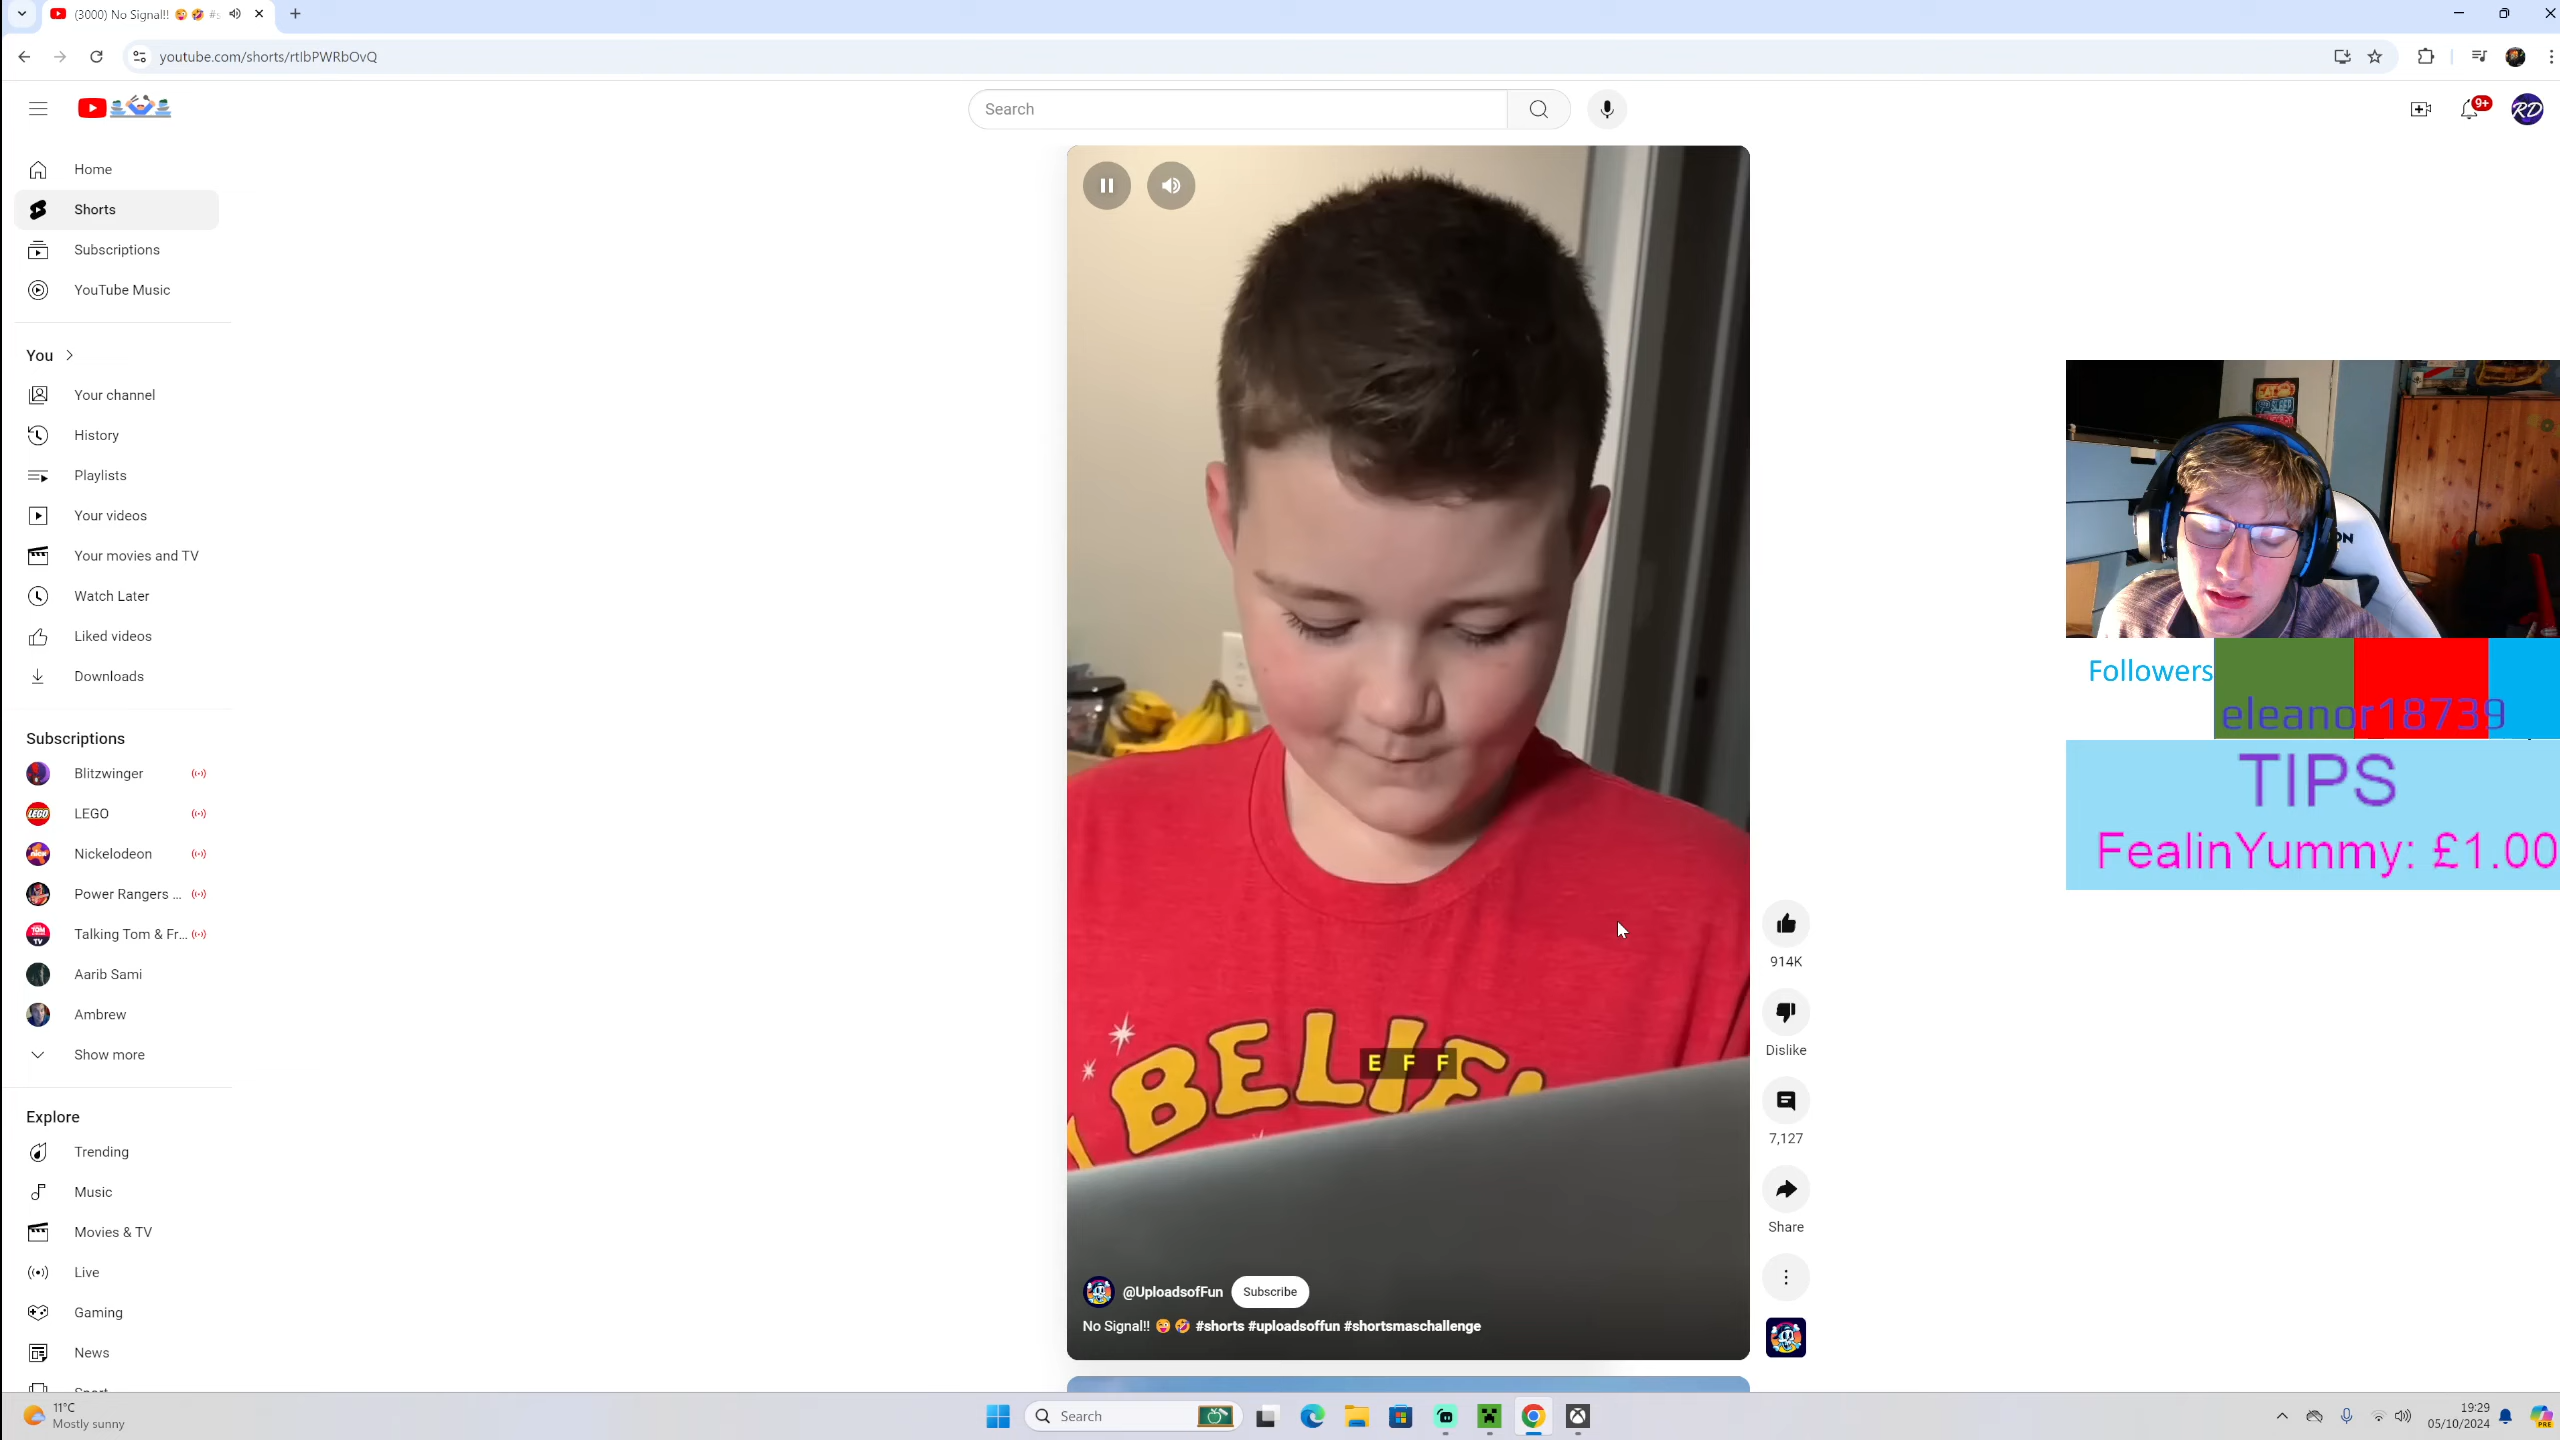 (3000) No Signal!!
youtube.com/shorts/rtIbPWRbOvQ
Search
9+
RD
Home
Shorts
Subscriptions
YouTube Music
You
Your channel
History
Playlists
Your videos
Your movies and TV
Watch Later
Liked videos
Downloads
Subscriptions
Blitzwinger
LEGO
Nickelodeon
Power Rangers ...
Talking Tom & Fr...
Aarib Sami
Ambrew
Show more
Explore
Trending
Music
Movies & TV
Live
Gaming
News
BELIE
E F F
@UploadsofFun
Subscribe
No Signal!! 😜 🤣 #shorts #uploadsoffun #shortsmaschallenge
914K
Dislike
7,127
Share
Followers
eleanor18739
TIPS
FealinYummy: £1.00
11°C
Mostly sunny
Search
19:29
05/10/2024